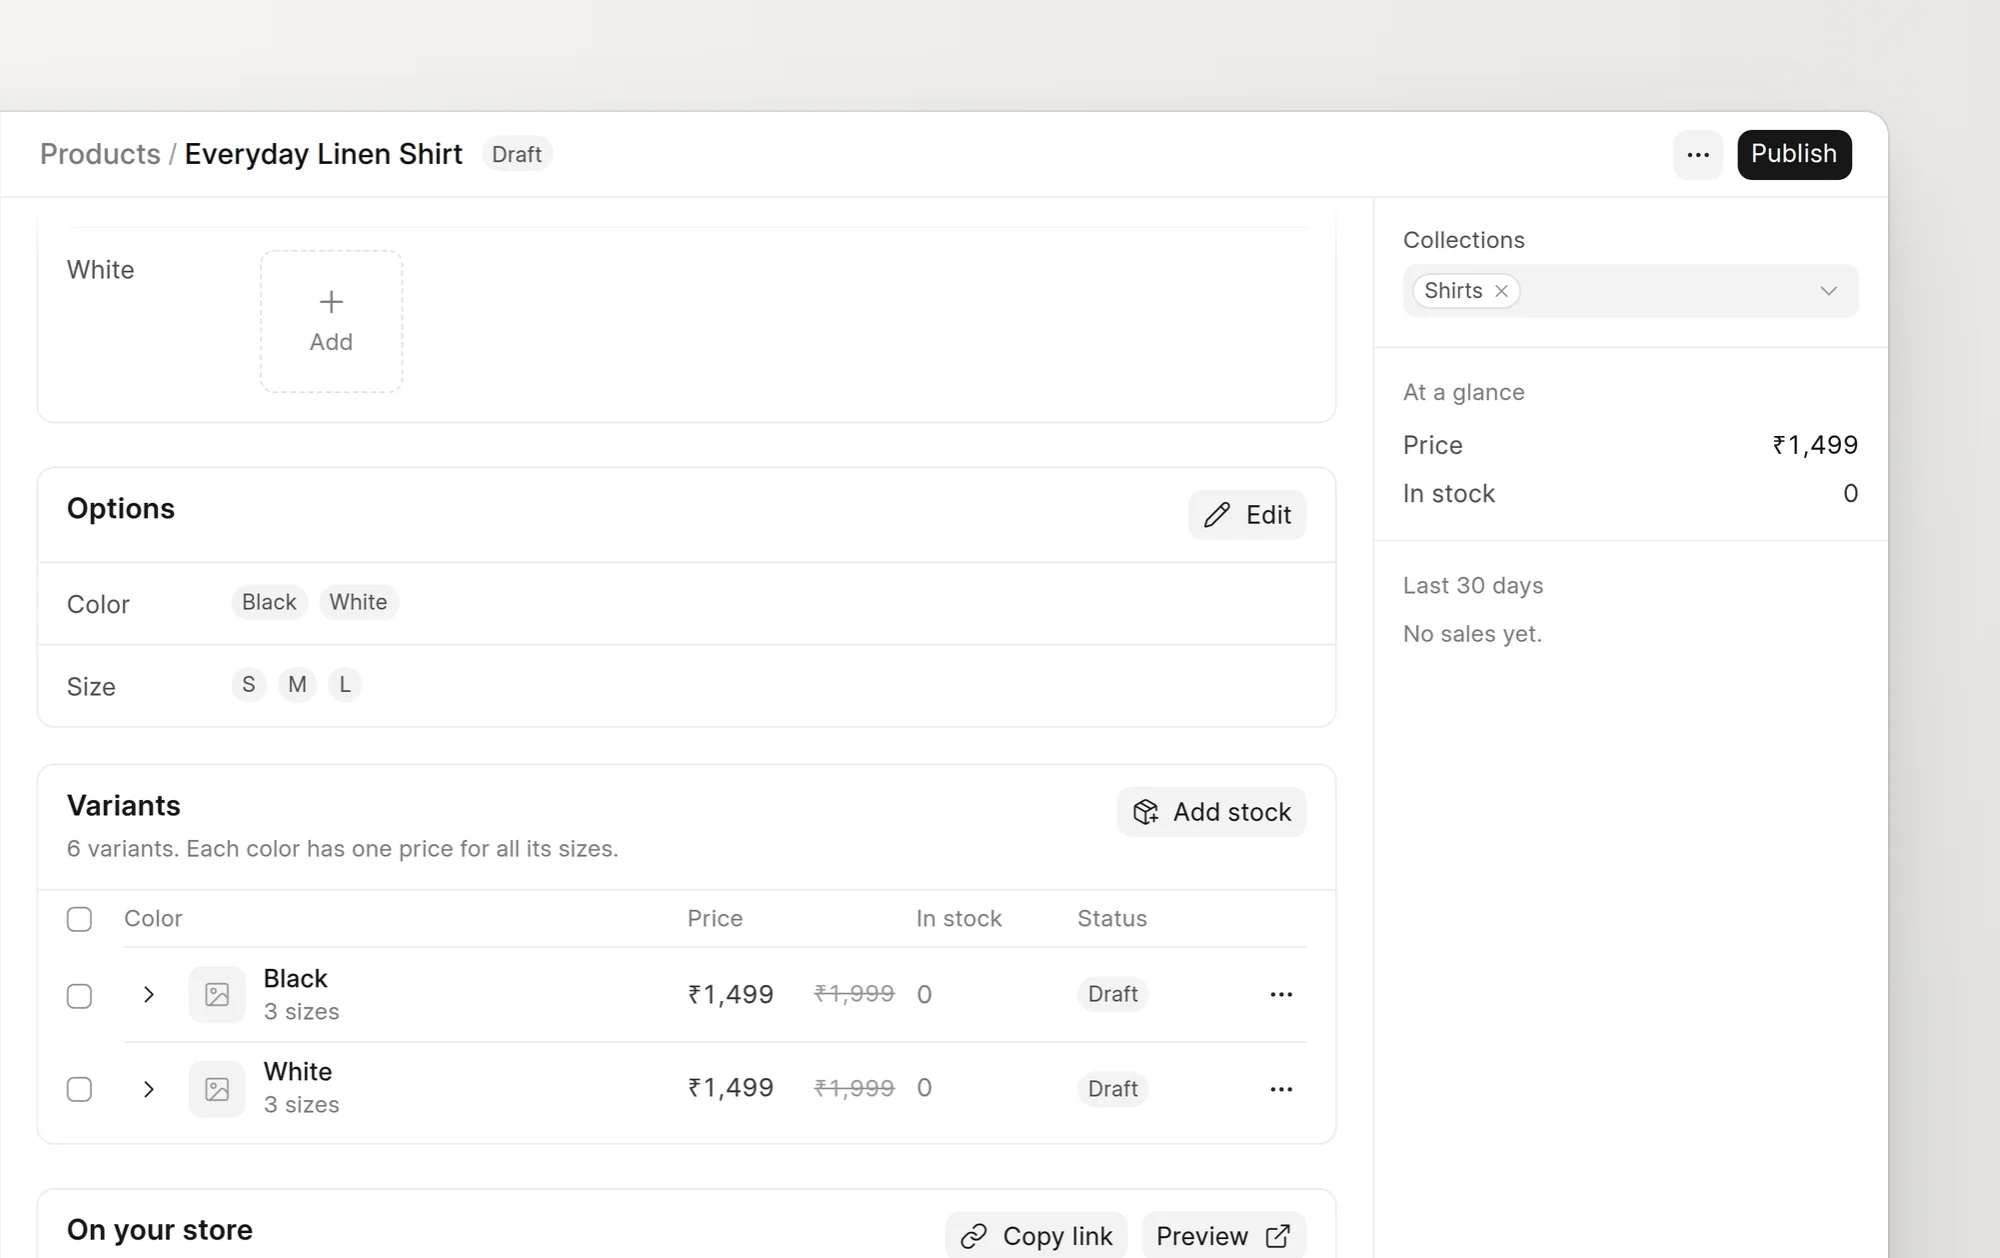 Products / Everyday Linen Shirt Draft
Publish
White
Add
Collections
Shirts
At a glance
Price ₹1,499
In stock 0
Last 30 days
No sales yet.
Options
Edit
Color Black White
Size S M L
Variants
6 variants. Each color has one price for all its sizes.
Add stock
Color Price In stock Status
Black
3 sizes
₹1,499 ₹1,999 0 Draft
White
3 sizes
₹1,499 ₹1,999 0 Draft
On your store
Copy link
Preview